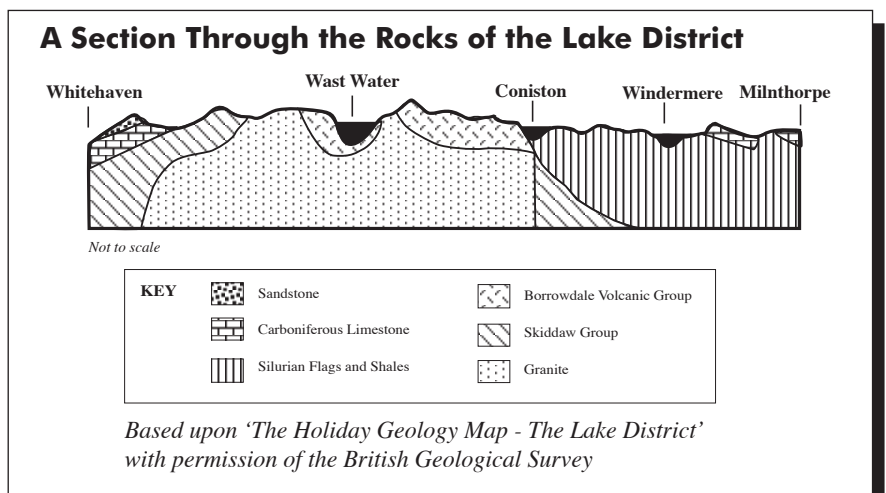 A Section Through the Rocks of the Lake District
Whitehaven
Wast Water
Coniston
Windermere
Milnthorpe
Not to scale
KEY
Sandstone
Carboniferous Limestone
Silurian Flags and Shales
Borrowdale Volcanic Group
Skiddaw Group
Granite
Based upon ‘The Holiday Geology Map - The Lake District’
with permission of the British Geological Survey